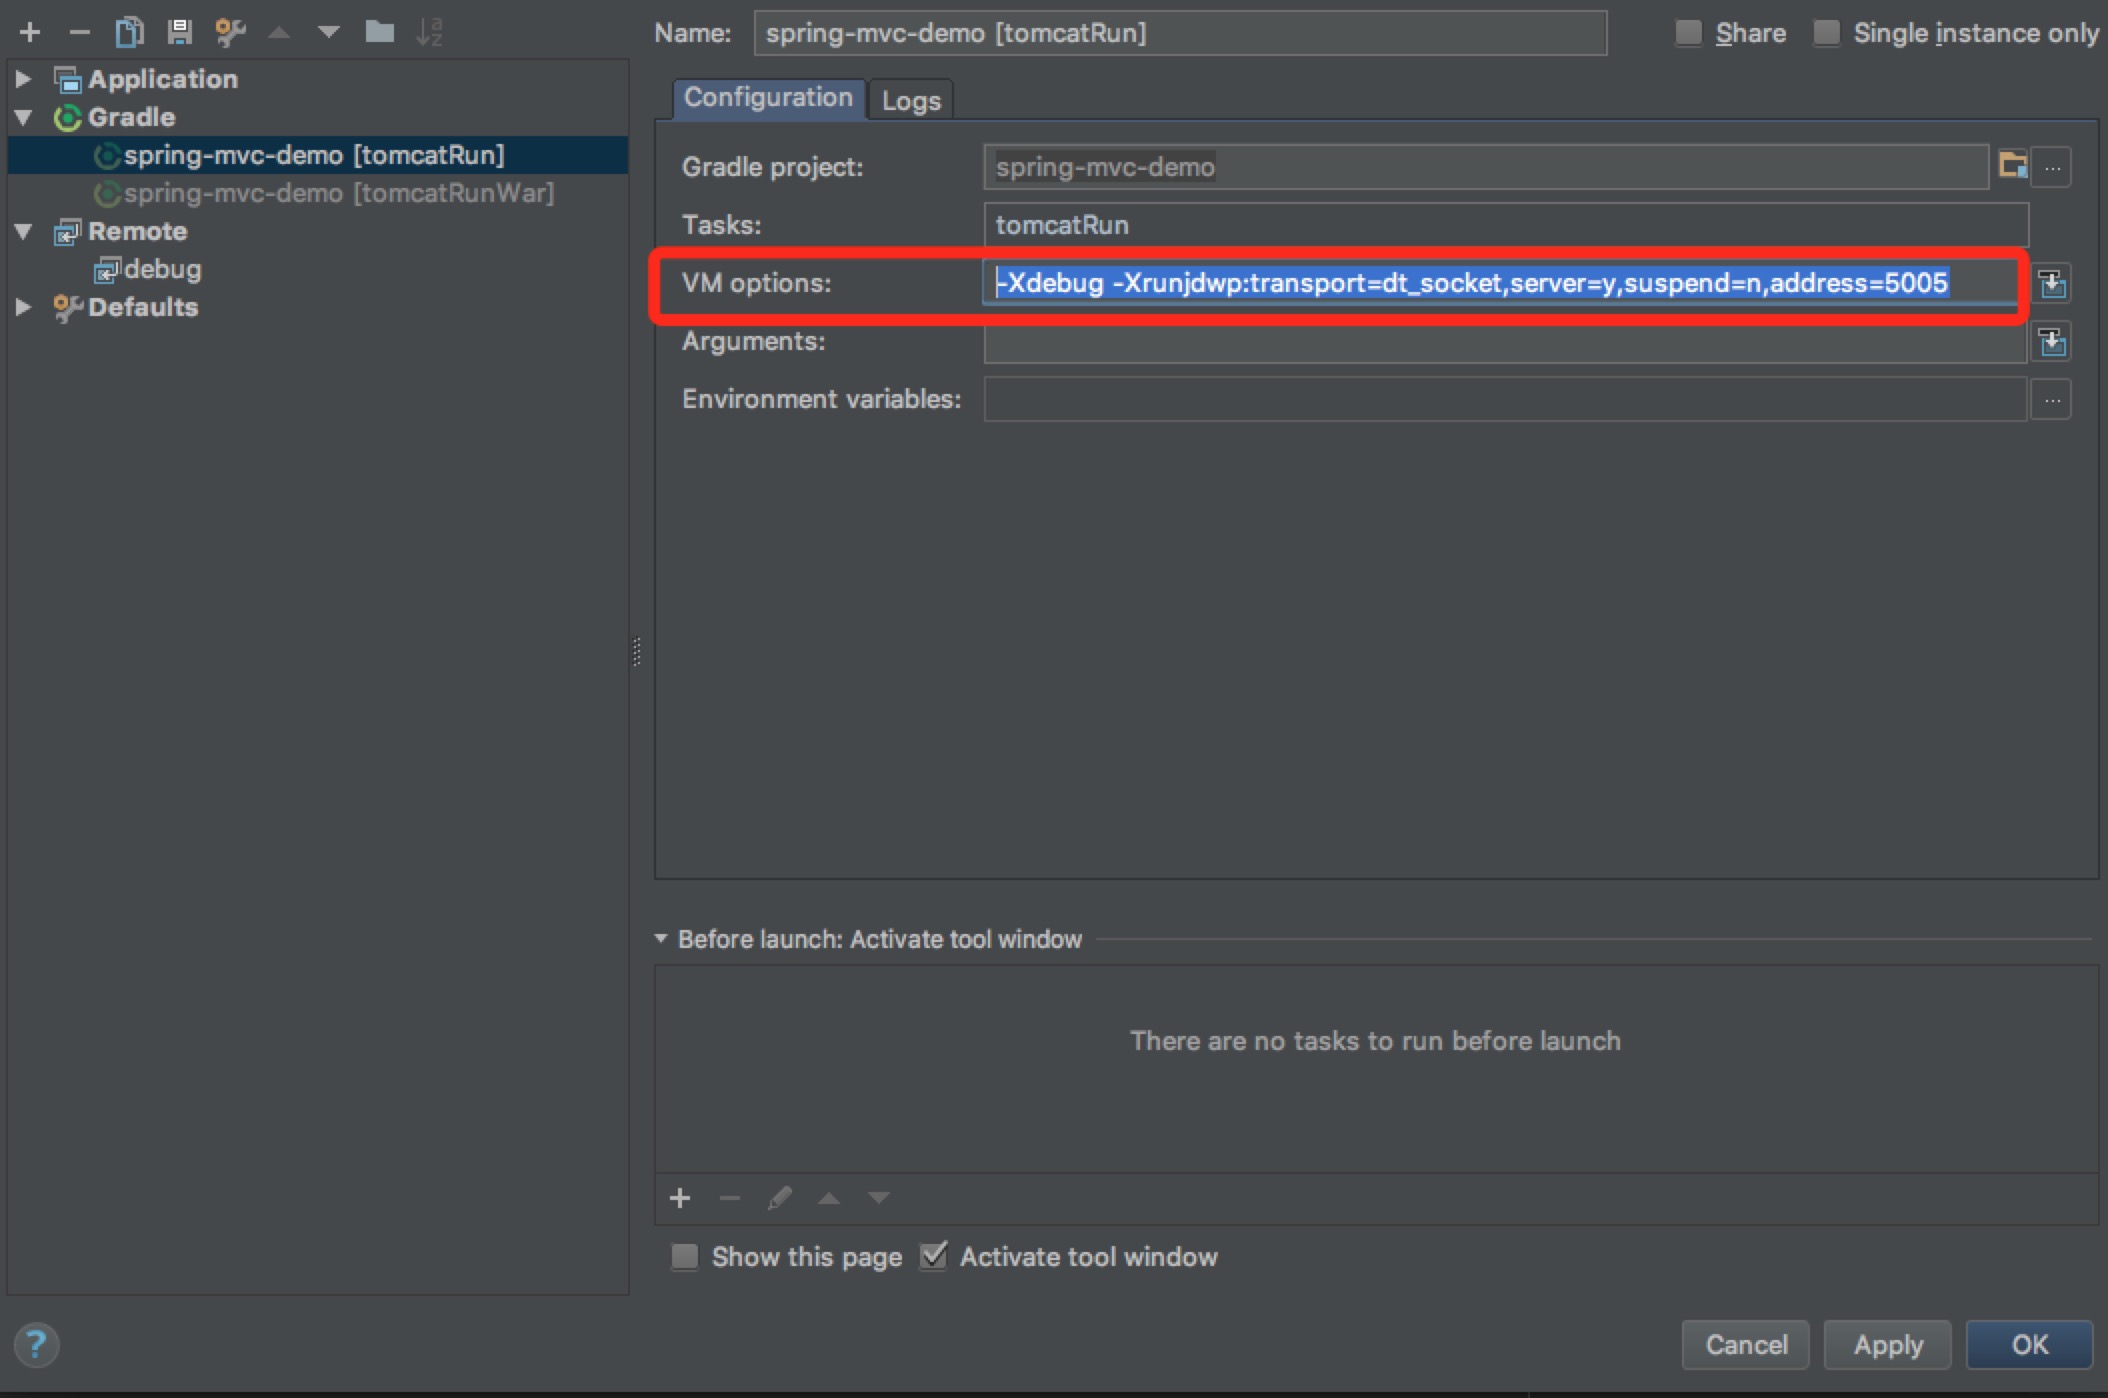 Name: spring-mvc-demo [tomcatRun] Share Single instance only
Application
Gradle
spring-mvc-demo [tomcatRun]
spring-mvc-demo [tomcatRunWar]
Remote
debug
Defaults
Configuration Logs
Gradle project: spring-mvc-demo ...
Tasks: tomcatRun
VM options: -Xdebug -Xrunjdwp:transport=dt_socket,server=y,suspend=n,address=5005
Arguments:
Environment variables: ...
Before launch: Activate tool window
There are no tasks to run before launch
Show this page Activate tool window
? Cancel Apply OK